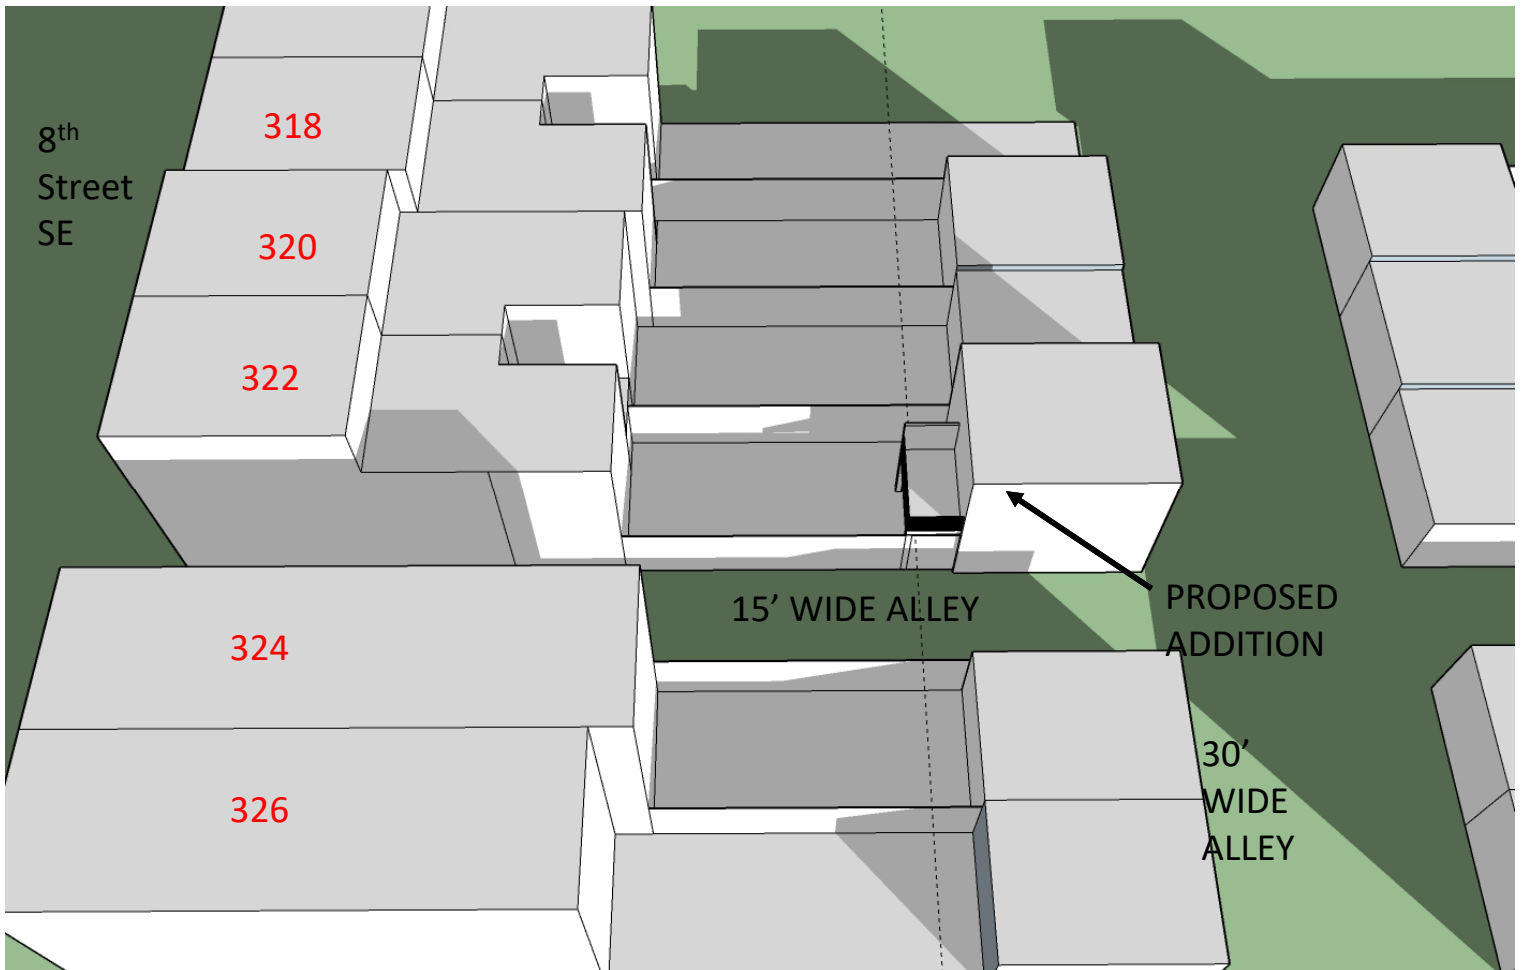 318
8th
Street
SE
320
322
15’ WIDE ALLEY
PROPOSED
ADDITION
324
30’
WIDE
ALLEY
326